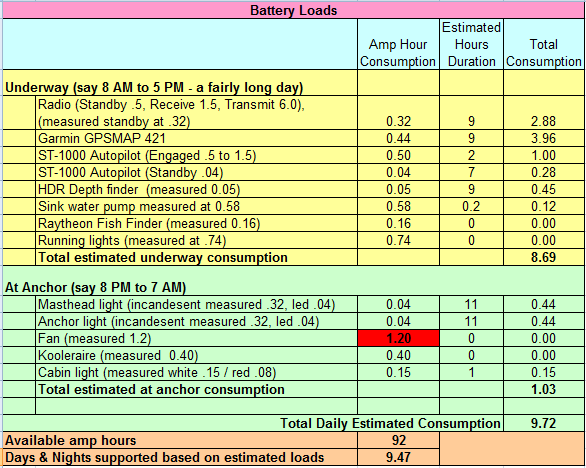 Battery Loads
Amp Hour Consumption Estimated Hours Duration Total Consumption
Underway (say 8 AM to 5 PM - a fairly long day)
Radio (Standby .5, Receive 1.5, Transmit 6.0),
(measured standby at .32) 0.32 9 2.88
Garmin GPSMAP 421 0.44 9 3.96
ST-1000 Autopilot (Engaged .5 to 1.5) 0.50 2 1.00
ST-1000 Autopilot (Standby .04) 0.04 7 0.28
HDR Depth finder (measured 0.05) 0.05 9 0.45
Sink water pump measured at 0.58 0.58 0.2 0.12
Raytheon Fish Finder (measured 0.16) 0.16 0 0.00
Running lights (measured at .74) 0.74 0 0.00
Total estimated underway consumption 8.69
At Anchor (say 8 PM to 7 AM)
Masthead light (incandesent measured .32, led .04) 0.04 11 0.44
Anchor light (incandesent measured .32, led .04) 0.04 11 0.44
Fan (measured 1.2) 1.20 0 0.00
Kooleraire (measured 0.40) 0.40 0 0.00
Cabin light (measured white .15 / red .08) 0.15 1 0.15
Total estimated at anchor consumption 1.03
Total Daily Estimated Consumption 9.72
Available amp hours 92
Days & Nights supported based on estimated loads 9.47